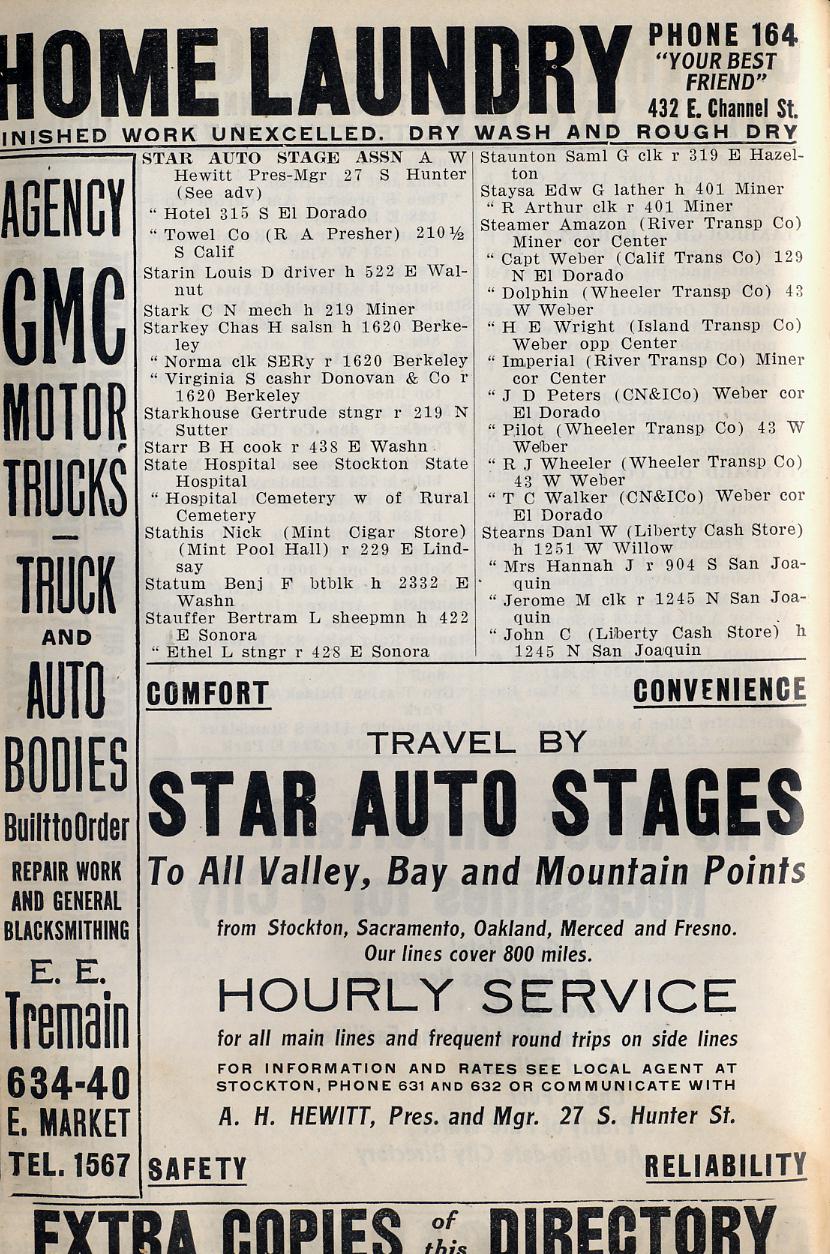 HOME LAUNDRY
PHONE 164
“YOUR BEST
FRIEND”
432 E. Channel St.
INISHED WORK UNEXCELLED. DRY WASH AND ROUGH DRY
AGENCY
GMC
MOTOR
TRUCKS
—
TRUCK
AND
AUTO
BODIES
Built to Order
REPAIR WORK
AND GENERAL
BLACKSMITHING
E. E.
Tremain
634-40
E. MARKET
TEL. 1567
STAR AUTO STAGE ASSN A W
Hewitt Pres-Mgr 27 S Hunter
(See adv)
“ Hotel 315 S El Dorado
“ Towel Co (R A Presher) 210½
S Calif
Starin Louis D driver h 522 E Wal-
nut
Stark C N mech h 219 Miner
Starkey Chas H salsn h 1620 Berke-
ley
“ Norma clk SERy r 1620 Berkeley
“ Virginia S cashr Donovan & Co r
1620 Berkeley
Starkhouse Gertrude stngr r 219 N
Sutter
Starr B H cook r 438 E Washn
State Hospital see Stockton State
Hospital
“ Hospital Cemetery w of Rural
Cemetery
Stathis Nick (Mint Cigar Store)
(Mint Pool Hall) r 229 E Lind-
say
Statum Benj F btblk h 2332 E
Washn
Stauffer Bertram L sheepmn h 422
E Sonora
“ Ethel L stngr r 428 E Sonora
Staunton Saml G clk r 319 E Hazel-
ton
Staysa Edw G lather h 401 Miner
“ R Arthur clk r 401 Miner
Steamer Amazon (River Transp Co)
Miner cor Center
“ Capt Weber (Calif Trans Co) 129
N El Dorado
“ Dolphin (Wheeler Transp Co) 43
W Weber
“ H E Wright (Island Transp Co)
Weber opp Center
“ Imperial (River Transp Co) Miner
cor Center
“ J D Peters (CN&ICo) Weber cor
El Dorado
“ Pilot (Wheeler Transp Co) 43 W
Weber
“ R J Wheeler (Wheeler Transp Co)
43 W Weber
“ T C Walker (CN&ICo) Weber cor
El Dorado
Stearns Danl W (Liberty Cash Store)
h 1251 W Willow
“ Mrs Hannah J r 904 S San Joa-
quin
“ Jerome M clk r 1245 N San Joa-
quin
“ John C (Liberty Cash Store) h
1245 N San Joaquin
COMFORT CONVENIENCE
TRAVEL BY
STAR AUTO STAGES
To All Valley, Bay and Mountain Points
from Stockton, Sacramento, Oakland, Merced and Fresno.
Our lines cover 800 miles.
HOURLY SERVICE
for all main lines and frequent round trips on side lines
FOR INFORMATION AND RATES SEE LOCAL AGENT AT
STOCKTON, PHONE 631 AND 632 OR COMMUNICATE WITH
A. H. HEWITT, Pres. and Mgr. 27 S. Hunter St.
SAFETY RELIABILITY
EXTRA COPIES of this DIRECTORY